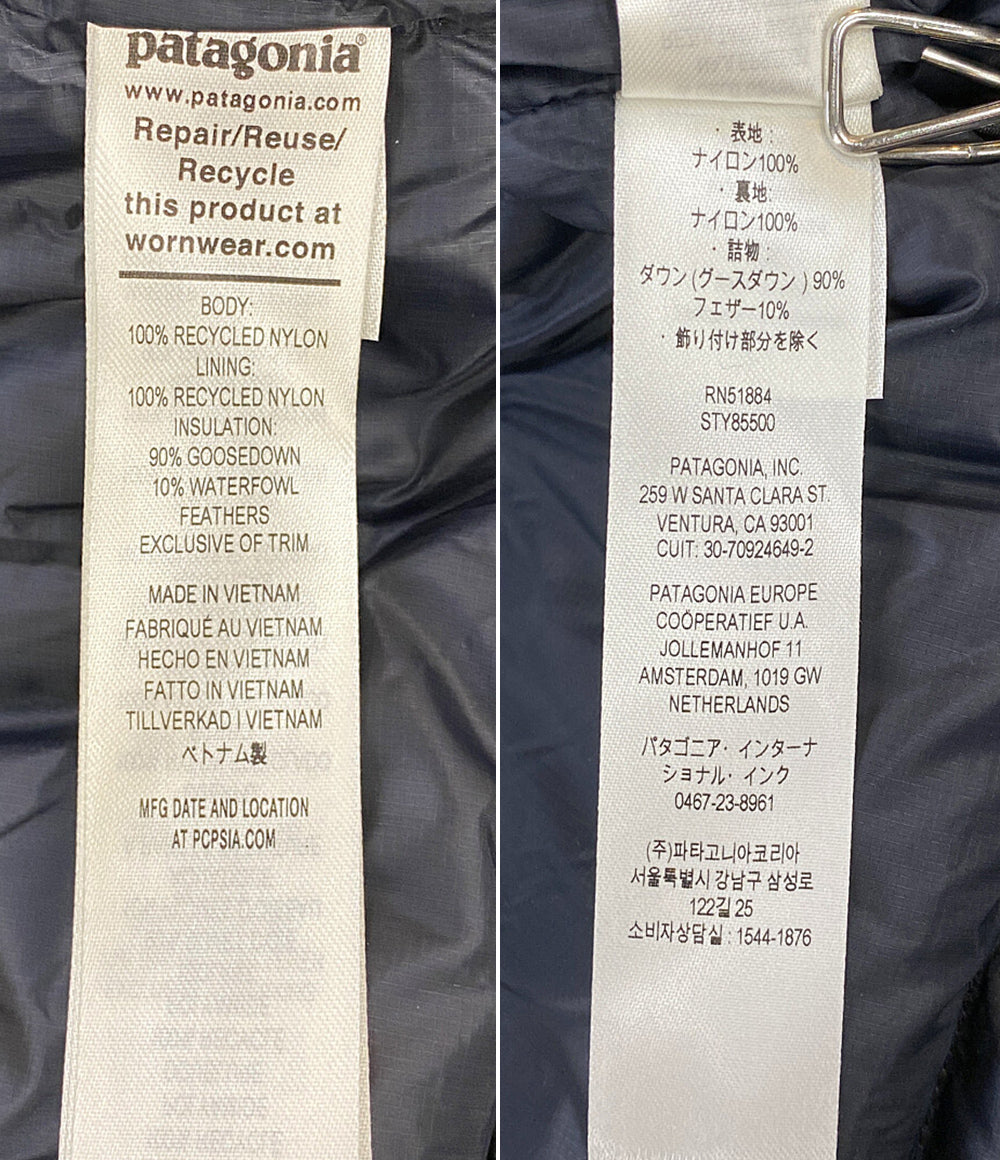 patagonia®
www.patagonia.com
Repair/Reuse/
Recycle
this product at
wornwear.com
BODY:
100% RECYCLED NYLON
LINING:
100% RECYCLED NYLON
INSULATION:
90% GOOSEDOWN
10% WATERFOWL
FEATHERS
EXCLUSIVE OF TRIM
MADE IN VIETNAM
FABRIQUÉ AU VIETNAM
HECHO EN VIETNAM
FATTO IN VIETNAM
TILLVERKAD I VIETNAM
ベトナム製
MFG DATE AND LOCATION
AT PCPSIA.COM
・表地：
ナイロン100%
・裏地:
ナイロン100%
・詰物：
ダウン(グースダウン)90%
フェザー10%
・飾り付け部分を除く
RN51884
STY85500
PATAGONIA, INC.
259 W SANTA CLARA ST.
VENTURA, CA 93001
CUIT: 30-70924649-2
PATAGONIA EUROPE
COÖPERATIEF U.A.
JOLLEMANHOF 11
AMSTERDAM, 1019 GW
NETHERLANDS
パタゴニア・インターナ
ショナル・インク
0467-23-8961
(주)파타고니아코리아
서울특별시 강남구 삼성로
122길 25
소비자상담실 : 1544-1876